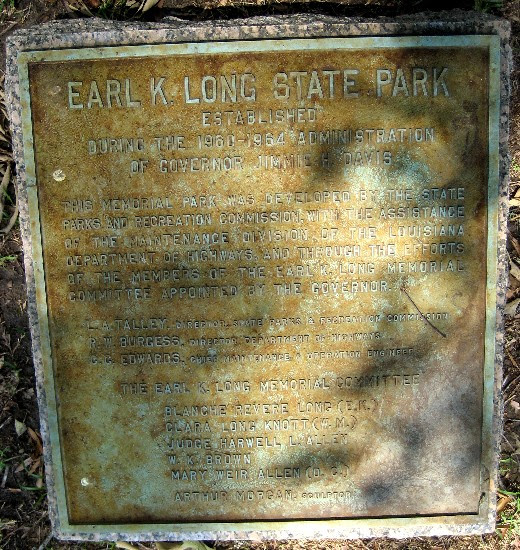 EARL K. LONG STATE PARK
ESTABLISHED
DURING THE 1960-1964 ADMINISTRATION
OF GOVERNOR JIMMIE H. DAVIS
THIS MEMORIAL PARK WAS DEVELOPED BY THE STATE
PARKS AND RECREATION COMMISSION WITH THE ASSISTANCE
OF THE MAINTENANCE DIVISION OF THE LOUISIANA
DEPARTMENT OF HIGHWAYS, AND THROUGH THE EFFORTS
OF THE MEMBERS OF THE EARL K. LONG MEMORIAL
COMMITTEE APPOINTED BY THE GOVERNOR.
L. A. TALLEY, DIRECTOR, STATE PARKS & RECREATION COMMISSION
R. W. BURGESS, DIRECTOR, DEPARTMENT OF HIGHWAYS
C. G. EDWARDS, CHIEF MAINTENANCE & OPERATION ENGINEER
THE EARL K. LONG MEMORIAL COMMITTEE
BLANCHE REVERE LONG (E.K.)
CLARA LONG KNOTT (W.M.)
JUDGE HARWELL L. ALLEY
W. K. BROWN
MARY WEIR ALLEN (O. C.)
ARTHUR MORGAN, SCULPTOR